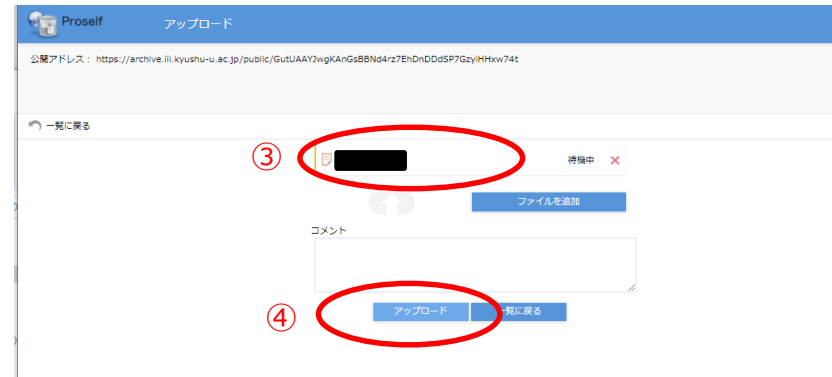 Proself アップロード
公開アドレス： https://archive.iii.kyushu-u.ac.jp/public/GutUAAYJwgKAnGsBBNd4rz7EhDnDDdSP7GzyiHHxw74t
一覧に戻る
③ 待機中
ファイルを追加
コメント
④ アップロード 一覧に戻る